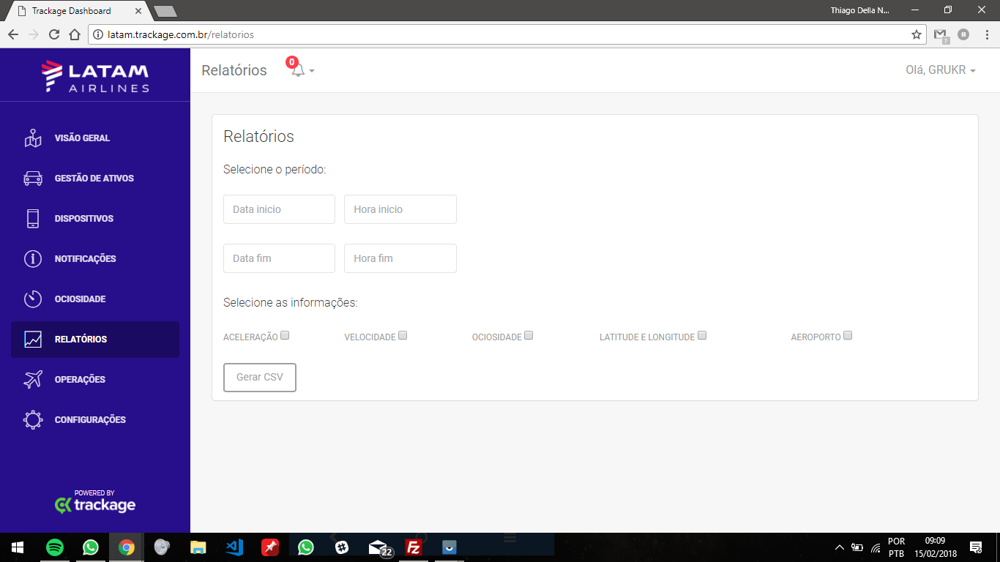 Trackage Dashboard
Thiago Della N...
latam.trackage.com.br/relatorios
LATAM
AIRLINES
Relatórios
0
Olá, GRUKR
VISÃO GERAL
GESTÃO DE ATIVOS
DISPOSITIVOS
NOTIFICAÇÕES
OCIOSIDADE
RELATÓRIOS
OPERAÇÕES
CONFIGURAÇÕES
POWERED BY
trackage
Relatórios
Selecione o período:
Data inicio
Hora inicio
Data fim
Hora fim
Selecione as informações:
ACELERAÇÃO
VELOCIDADE
OCIOSIDADE
LATITUDE E LONGITUDE
AEROPORTO
Gerar CSV
22
Fz
POR
PTB
09:09
15/02/2018